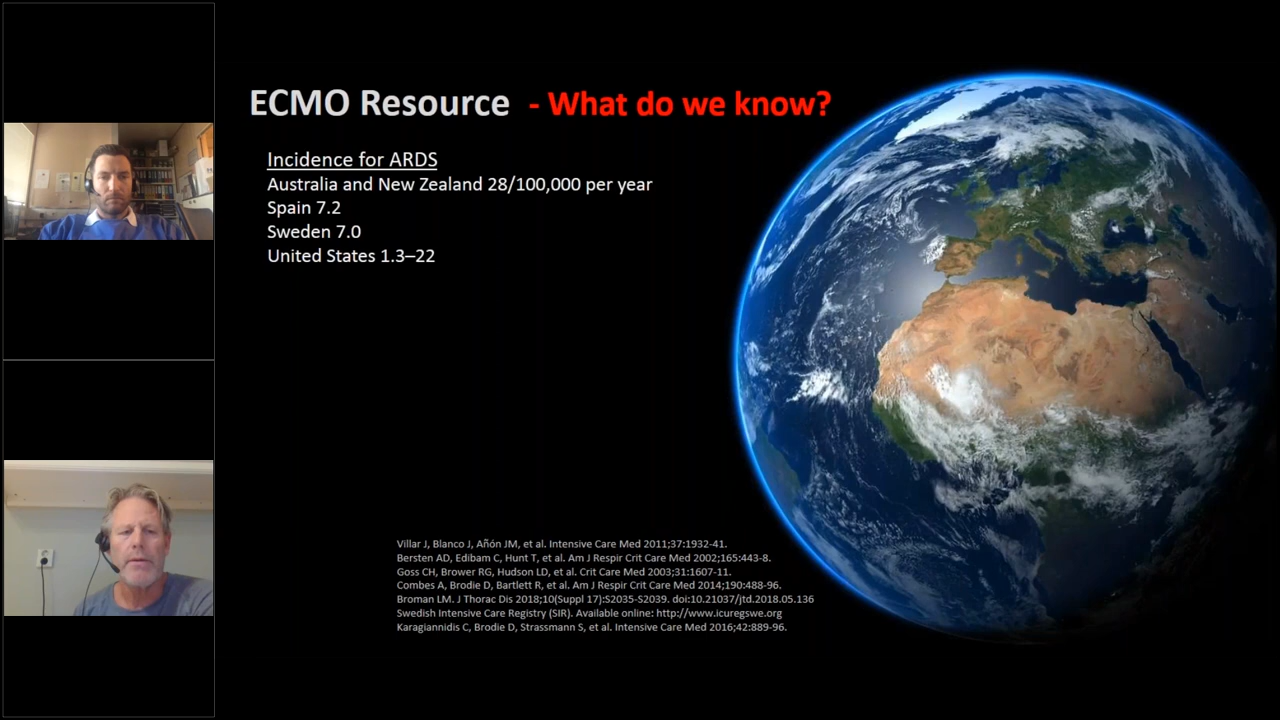 ECMO Resource - What do we know?
Incidence for ARDS
Australia and New Zealand 28/100,000 per year
Spain 7.2
Sweden 7.0
United States 1.3–22
Villar J, Blanco J, Añón JM, et al. Intensive Care Med 2011;37:1932-41.
Bersten AD, Edibam C, Hunt T, et al. Am J Respir Crit Care Med 2002;165:443-8.
Goss CH, Brower RG, Hudson LD, et al. Crit Care Med 2003;31:1607-11.
Combes A, Brodie D, Bartlett R, et al. Am J Respir Crit Care Med 2014;190:488-96.
Broman LM. J Thorac Dis 2018;10(Suppl 17):S2035-S2039. doi:10.21037/jtd.2018.05.136
Swedish Intensive Care Registry (SIR). Available online: http://www.icuregswe.org
Karagiannidis C, Brodie D, Strassmann S, et al. Intensive Care Med 2016;42:889-96.